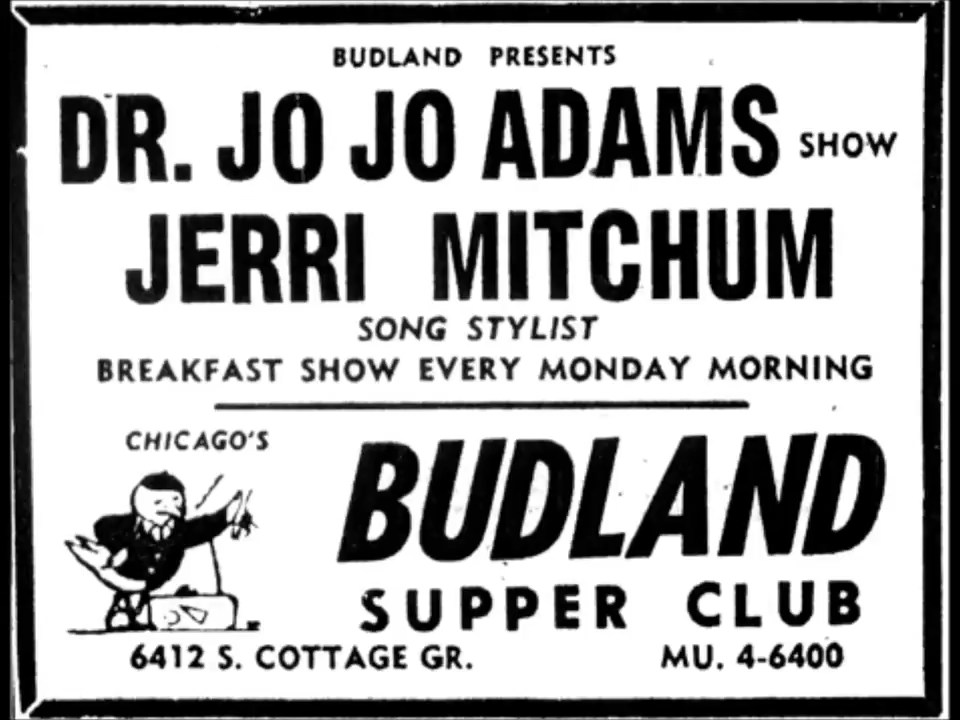 BUDLAND PRESENTS
DR. JO JO ADAMS SHOW
JERRI MITCHUM
SONG STYLIST
BREAKFAST SHOW EVERY MONDAY MORNING
CHICAGO'S
BUDLAND
SUPPER CLUB
6412 S. COTTAGE GR. MU. 4-6400